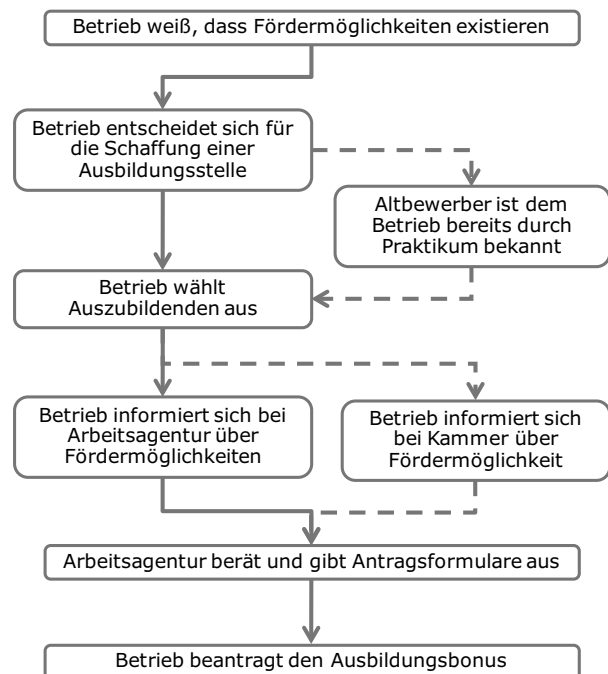 Betrieb weiß, dass Fördermöglichkeiten existieren
Betrieb entscheidet sich für
die Schaffung einer
Ausbildungsstelle
Altbewerber ist dem
Betrieb bereits durch
Praktikum bekannt
Betrieb wählt
Auszubildenden aus
Betrieb informiert sich bei
Arbeitsagentur über
Fördermöglichkeiten
Betrieb informiert sich
bei Kammer über
Fördermöglichkeit
Arbeitsagentur berät und gibt Antragsformulare aus
Betrieb beantragt den Ausbildungsbonus